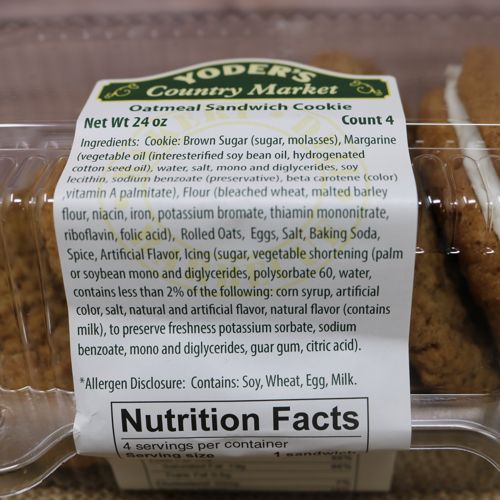 YODER'S
Country Market
Oatmeal Sandwich Cookie
Net Wt 24 oz Count 4
Ingredients: Cookie: Brown Sugar (sugar, molasses), Margarine
(vegetable oil (interesterified soy bean oil, hydrogenated
cotton seed oil), water, salt, mono and diglycerides, soy
lecithin, sodium benzoate (preservative), beta carotene (color)
,vitamin A palmitate), Flour (bleached wheat, malted barley
flour, niacin, iron, potassium bromate, thiamin mononitrate,
riboflavin, folic acid), Rolled Oats, Eggs, Salt, Baking Soda,
Spice, Artificial Flavor, Icing (sugar, vegetable shortening (palm
or soybean mono and diglycerides, polysorbate 60, water,
contains less than 2% of the following: corn syrup, artificial
color, salt, natural and artificial flavor, natural flavor (contains
milk), to preserve freshness potassium sorbate, sodium
benzoate, mono and diglycerides, guar gum, citric acid).
*Allergen Disclosure: Contains: Soy, Wheat, Egg, Milk.
Nutrition Facts
4 servings per container
Serving size 1 sandwich